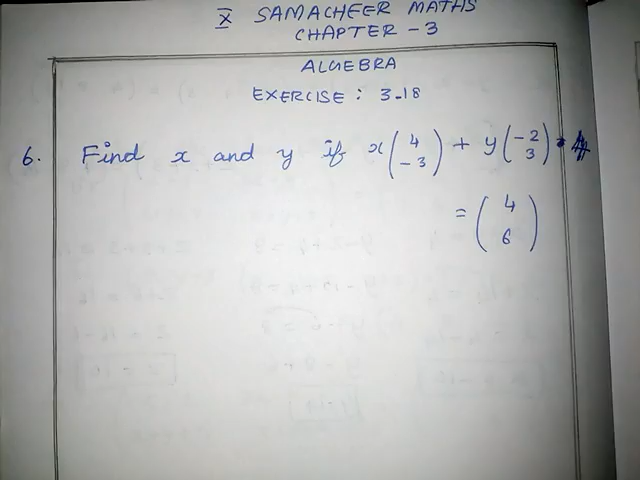 X SAMACHEER MATHS
CHAPTER - 3
ALGEBRA
EXERCISE : 3.18
6. Find x and y if x(4 -3) + y(-2 3)
= (4 6)